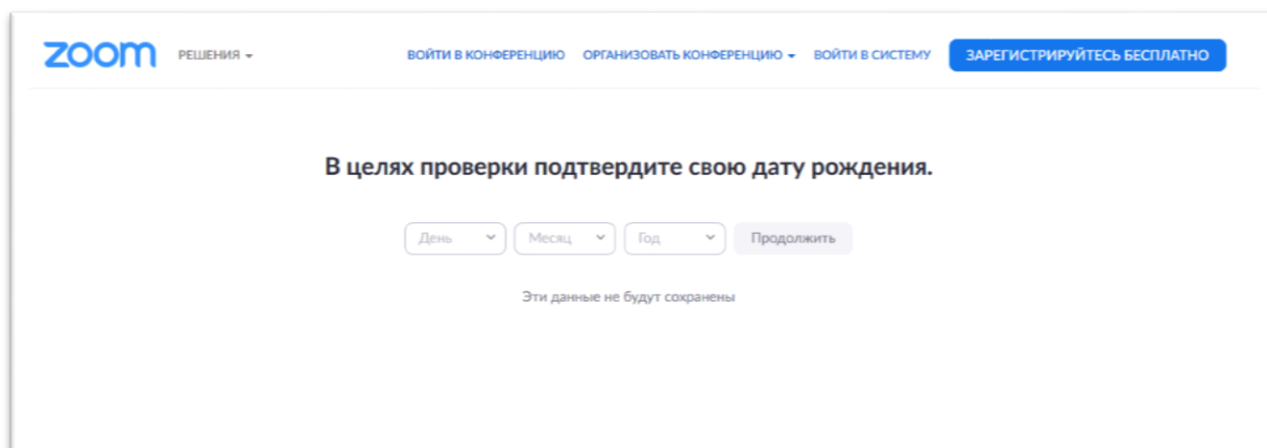 zoom РЕШЕНИЯ ВОЙТИ В КОНФЕРЕНЦИЮ ОРГАНИЗОВАТЬ КОНФЕРЕНЦИЮ ВОЙТИ В СИСТЕМУ ЗАРЕГИСТРИРУЙТЕСЬ БЕСПЛАТНО
В целях проверки подтвердите свою дату рождения.
День Месяц Год Продолжить
Эти данные не будут сохранены